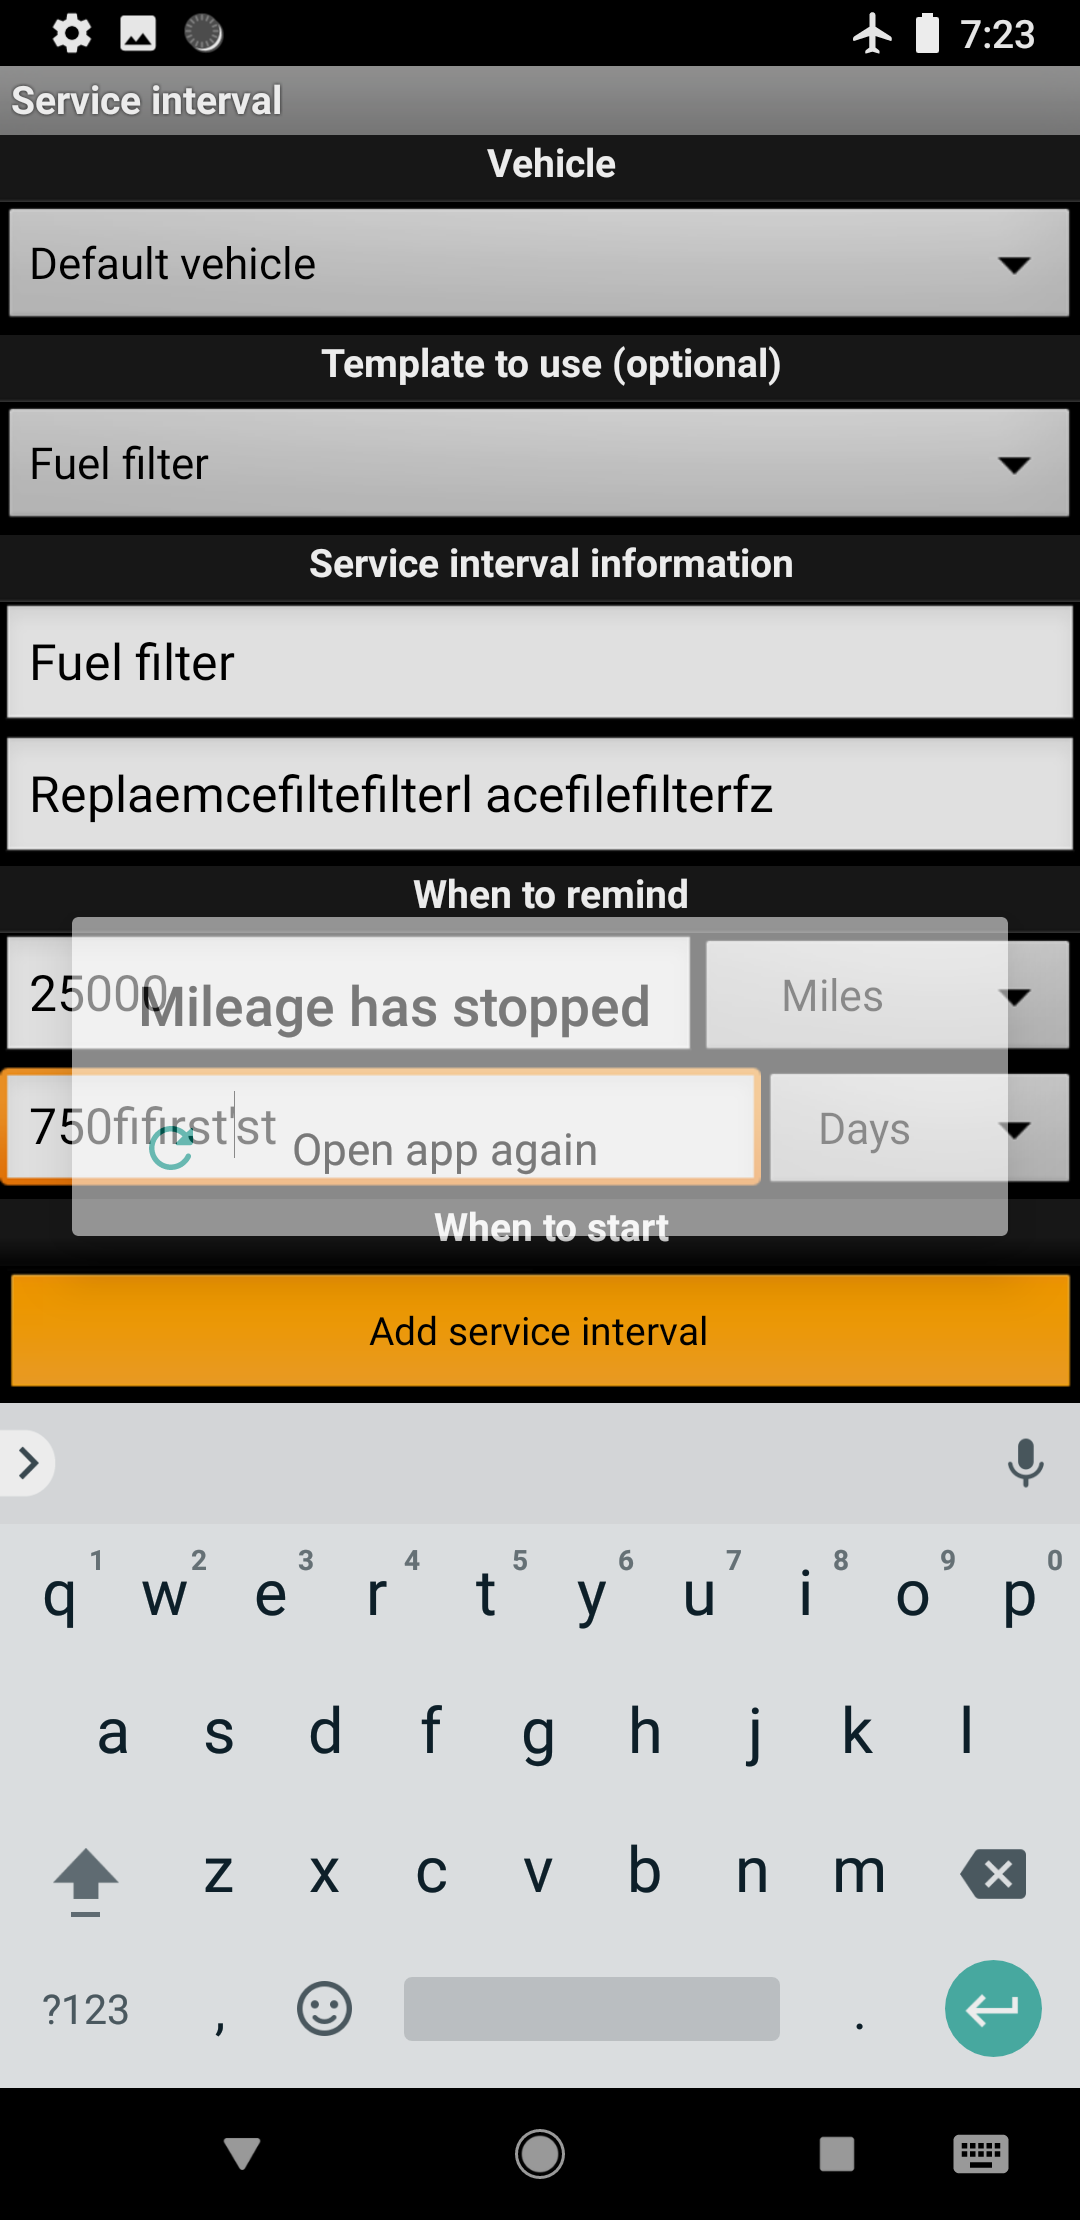 7:23
Service interval
Vehicle
Default vehicle
Template to use (optional)
Fuel filter
Service interval information
Fuel filter
Replaemcefiltefilterl acefilefilterfz
When to remind
25000
Miles
Mileage has stopped
750fifirst'st
Days
Open app again
When to start
Add service interval
1 2 3 4 5 6 7 8 9 0
q w e r t y u i o p
a s d f g h j k l
z x c v b n m
?123 , .